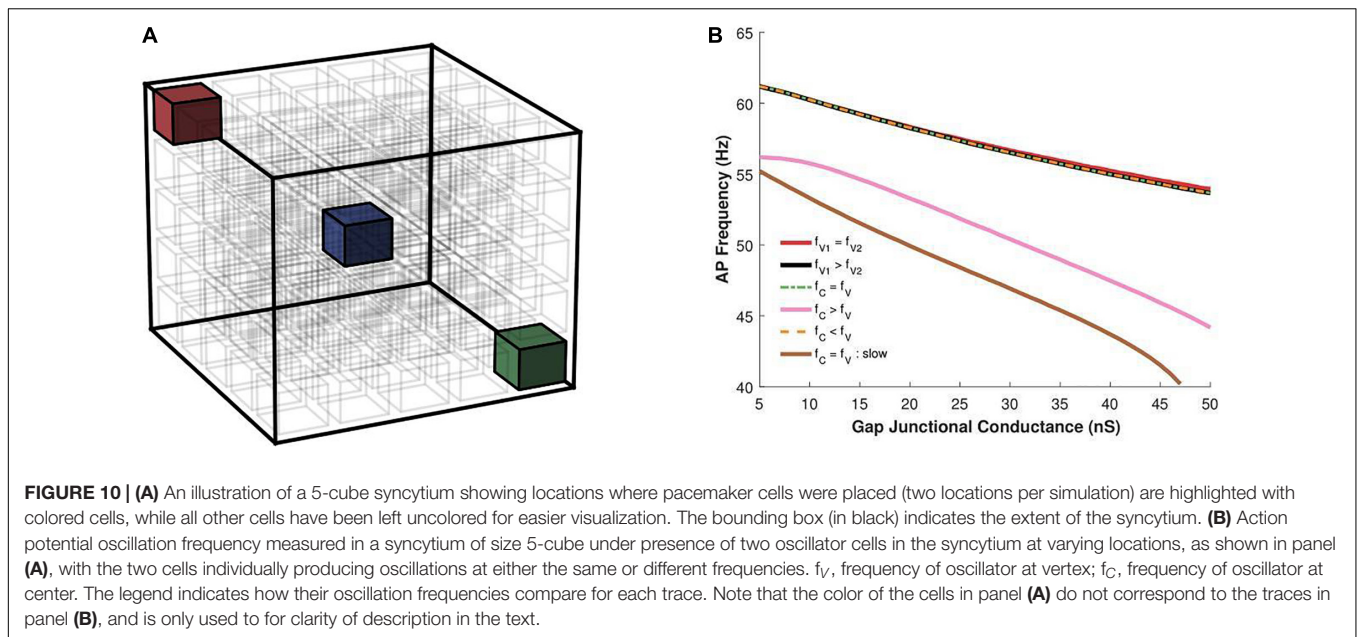 A
B
65
60
55
50
45
40
AP Frequency (Hz)
f_V1 = f_V2
f_V1 > f_V2
f_C = f_V
f_C > f_V
f_C < f_V
f_C = f_V : slow
5 10 15 20 25 30 35 40 45 50
Gap Junctional Conductance (nS)
FIGURE 10 | (A) An illustration of a 5-cube syncytium showing locations where pacemaker cells were placed (two locations per simulation) are highlighted with
colored cells, while all other cells have been left uncolored for easier visualization. The bounding box (in black) indicates the extent of the syncytium. (B) Action
potential oscillation frequency measured in a syncytium of size 5-cube under presence of two oscillator cells in the syncytium at varying locations, as shown in panel
(A), with the two cells individually producing oscillations at either the same or different frequencies. f_V, frequency of oscillator at vertex; f_C, frequency of oscillator at
center. The legend indicates how their oscillation frequencies compare for each trace. Note that the color of the cells in panel (A) do not correspond to the traces in
panel (B), and is only used to for clarity of description in the text.